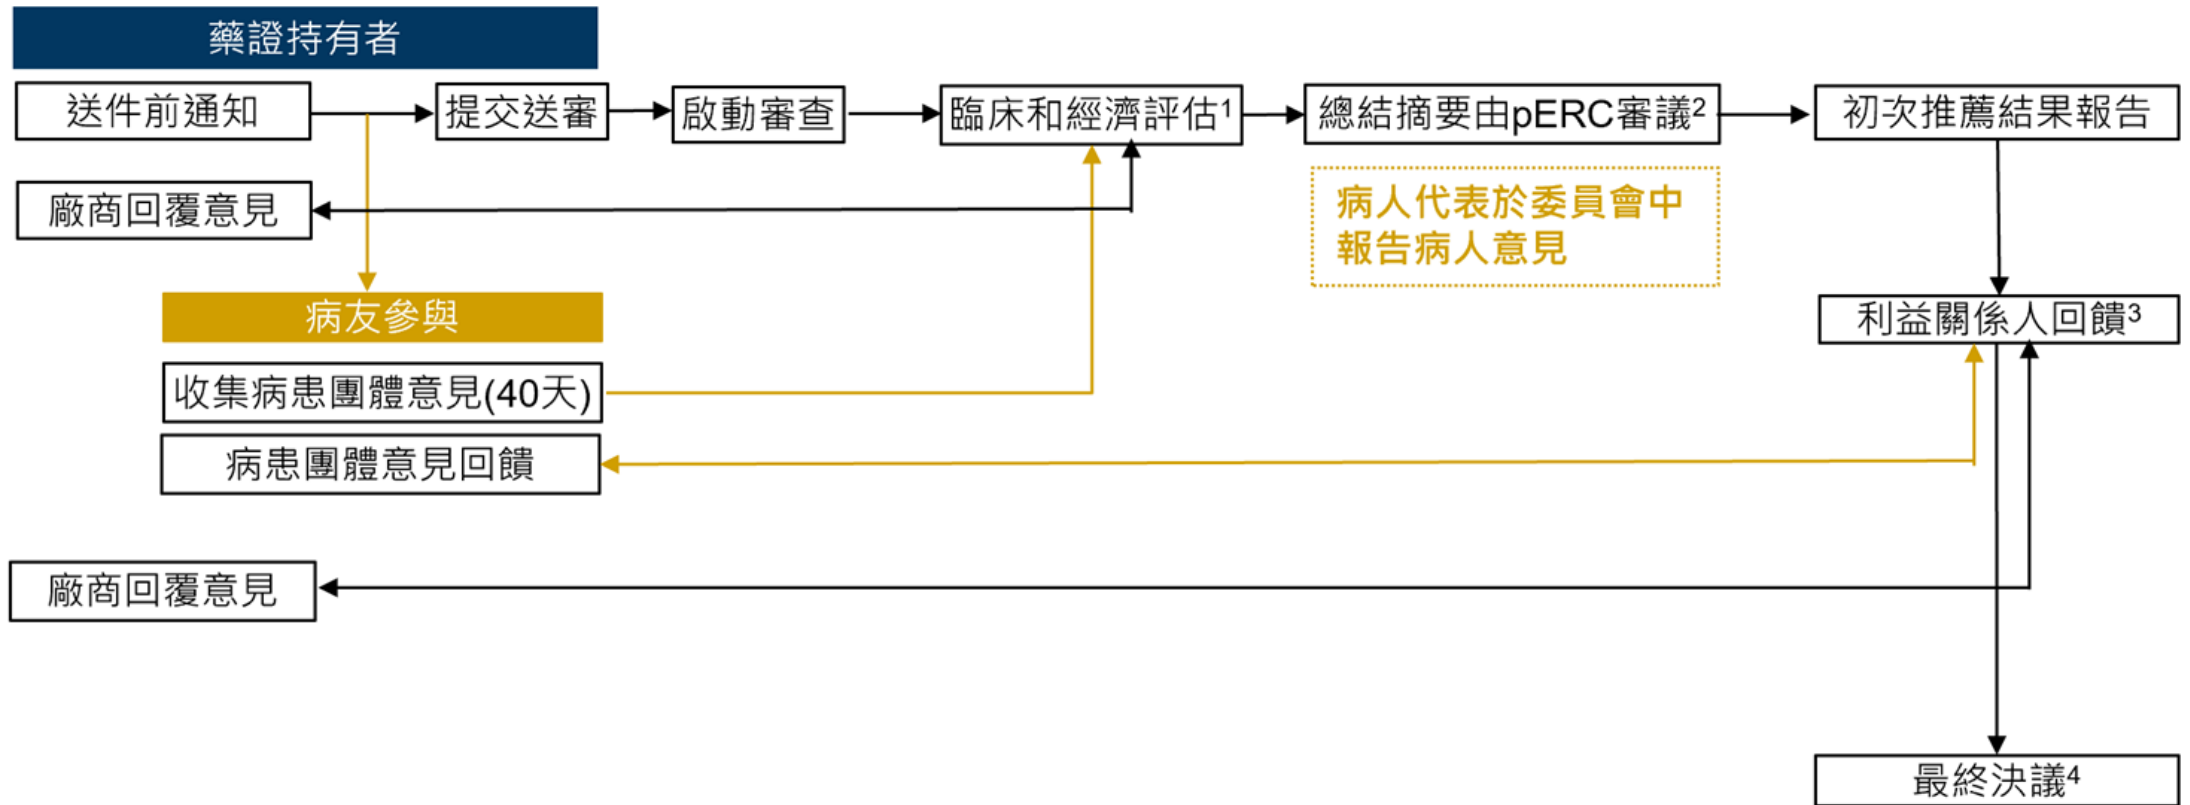 藥證持有者
送件前通知
提交送審
啟動審查
臨床和經濟評估¹
總結摘要由pERC審議²
初次推薦結果報告
廠商回覆意見
病人代表於委員會中
報告病人意見
病友參與
利益關係人回饋³
收集病患團體意見(40天)
病患團體意見回饋
廠商回覆意見
最終決議⁴